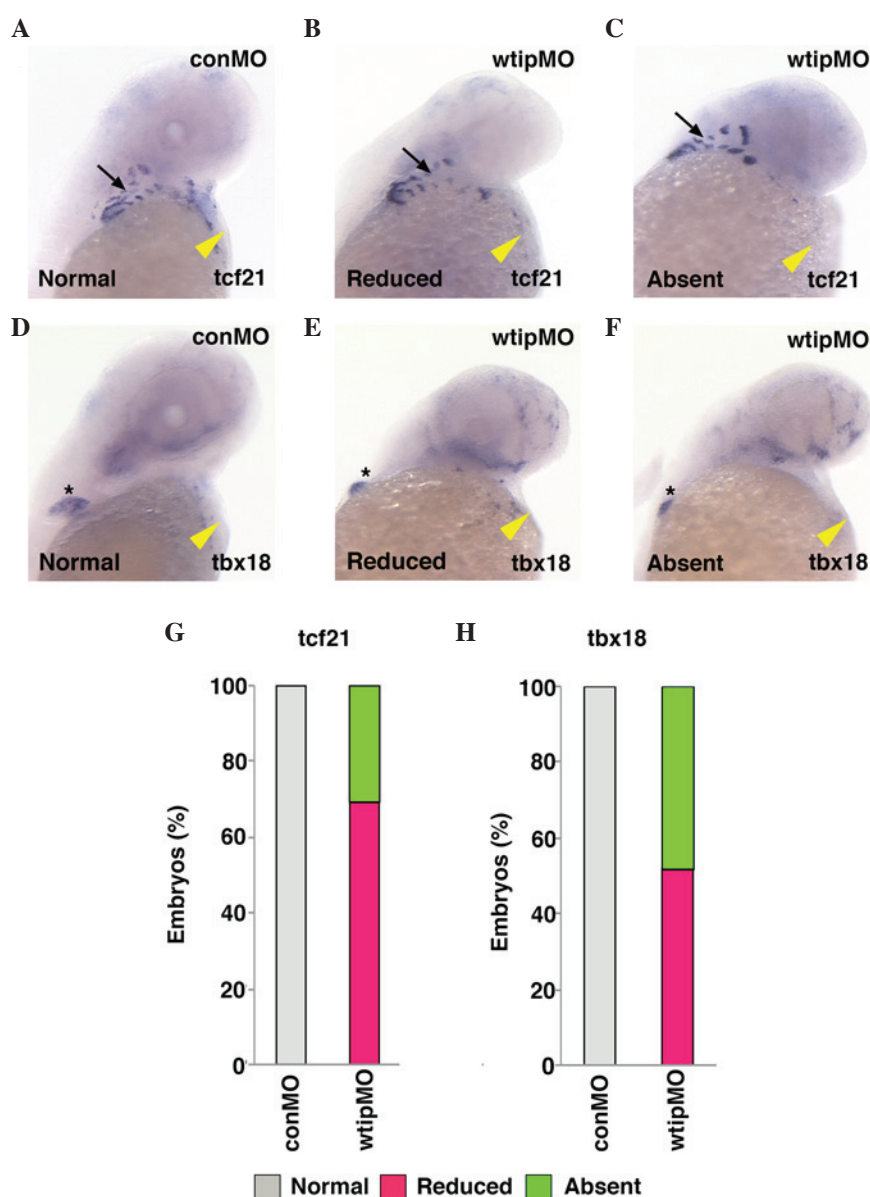 A
B
C
conMO
wtipMO
wtipMO
Normal
tcf21
Reduced
tcf21
Absent
tcf21
D
E
F
conMO
wtipMO
wtipMO
*
*
*
Normal
tbx18
Reduced
tbx18
Absent
tbx18
G
tcf21
H
tbx18
Embryos (%)
100
80
60
40
20
0
conMO
wtipMO
Embryos (%)
100
80
60
40
20
0
conMO
wtipMO
Normal
Reduced
Absent